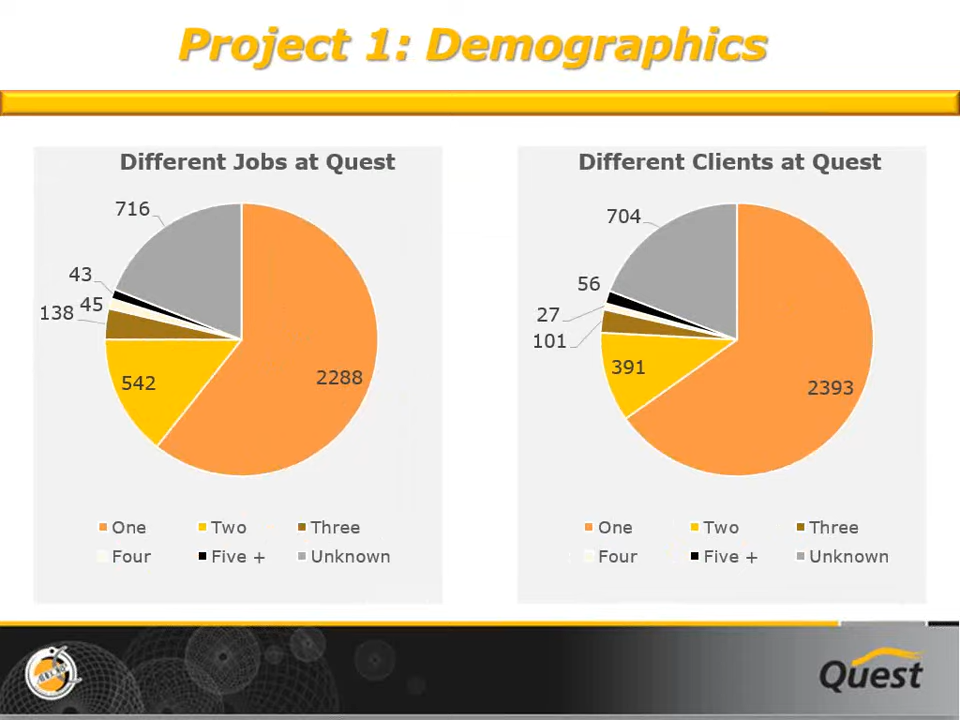 Project 1: Demographics
Different Jobs at Quest
716
43
45
138
542
2288
One Two Three
Four Five + Unknown
Different Clients at Quest
704
56
27
101
391
2393
One Two Three
Four Five + Unknown
Quest